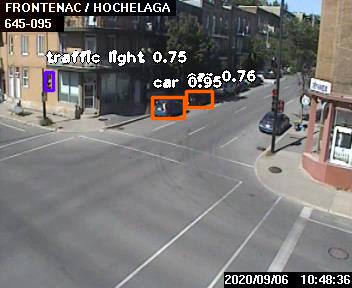 FRONTENAC / HOCHELAGA
645-095
traffic light 0.75
car 0.76
car 0.95
2020/09/06 10:48:36